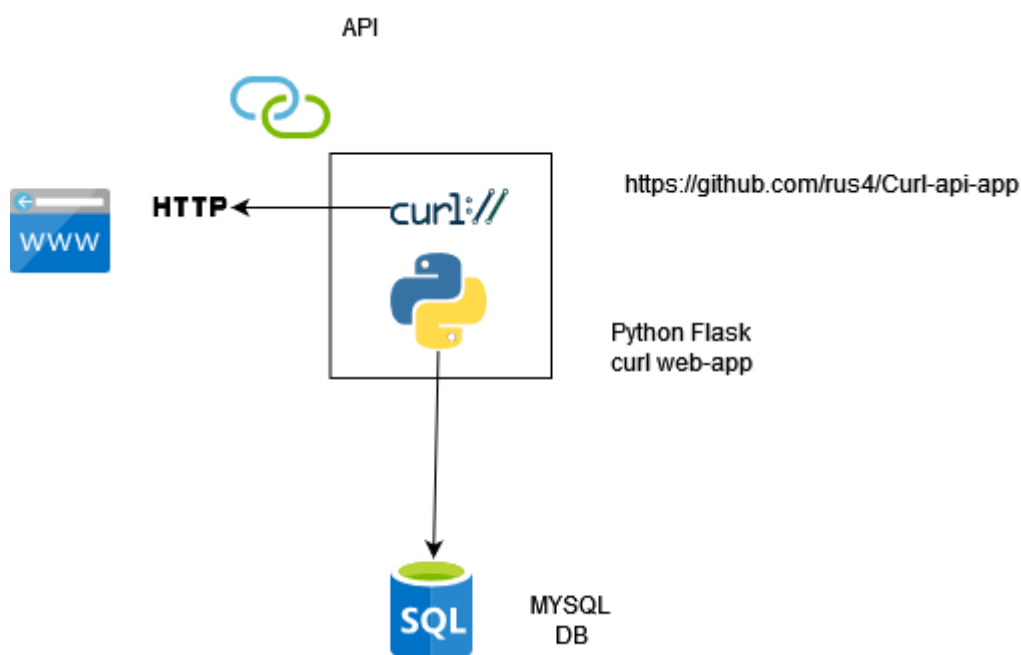 API
https://github.com/rus4/Curl-api-app
HTTP
curl://
WWW
Python Flask
curl web-app
SQL
MYSQL
DB